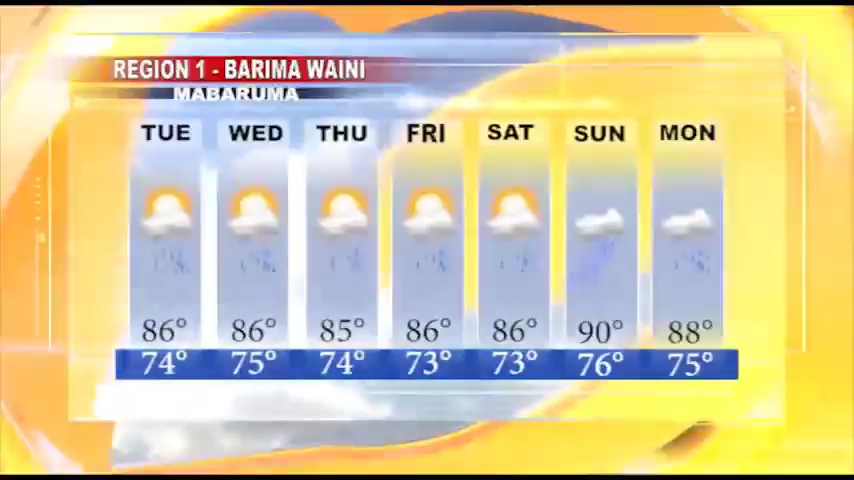 REGION 1 - BARIMA WAINI
MABARUMA
TUE WED THU FRI SAT SUN MON
86° 86° 85° 86° 86° 90° 88°
74° 75° 74° 73° 73° 76° 75°